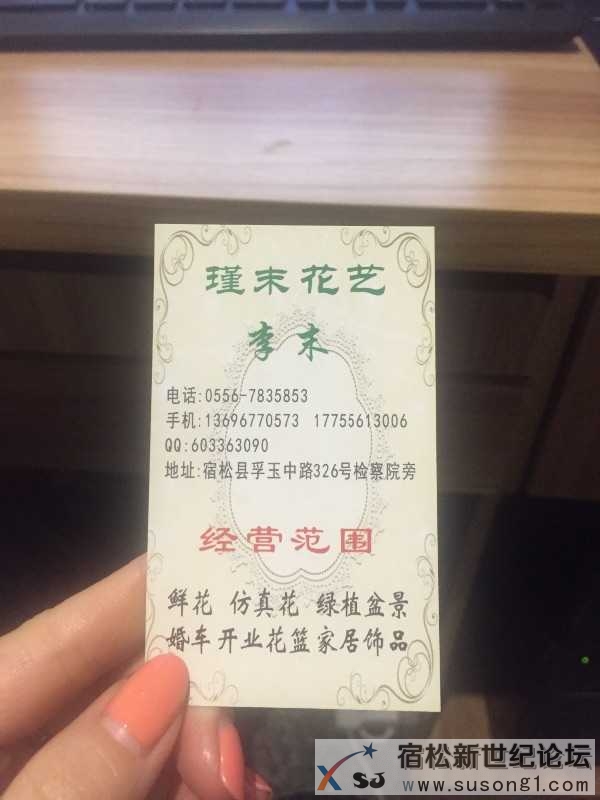 瑾末花艺
李末
电话:0556-7835853
手机:13696770573 17755613006
QQ:603363090
地址:宿松县孚玉中路326号检察院旁
经营范围
鲜花 仿真花 绿植盆景
婚车开业花篮家居饰品
SJ 宿松新世纪论坛
www.susong1.com